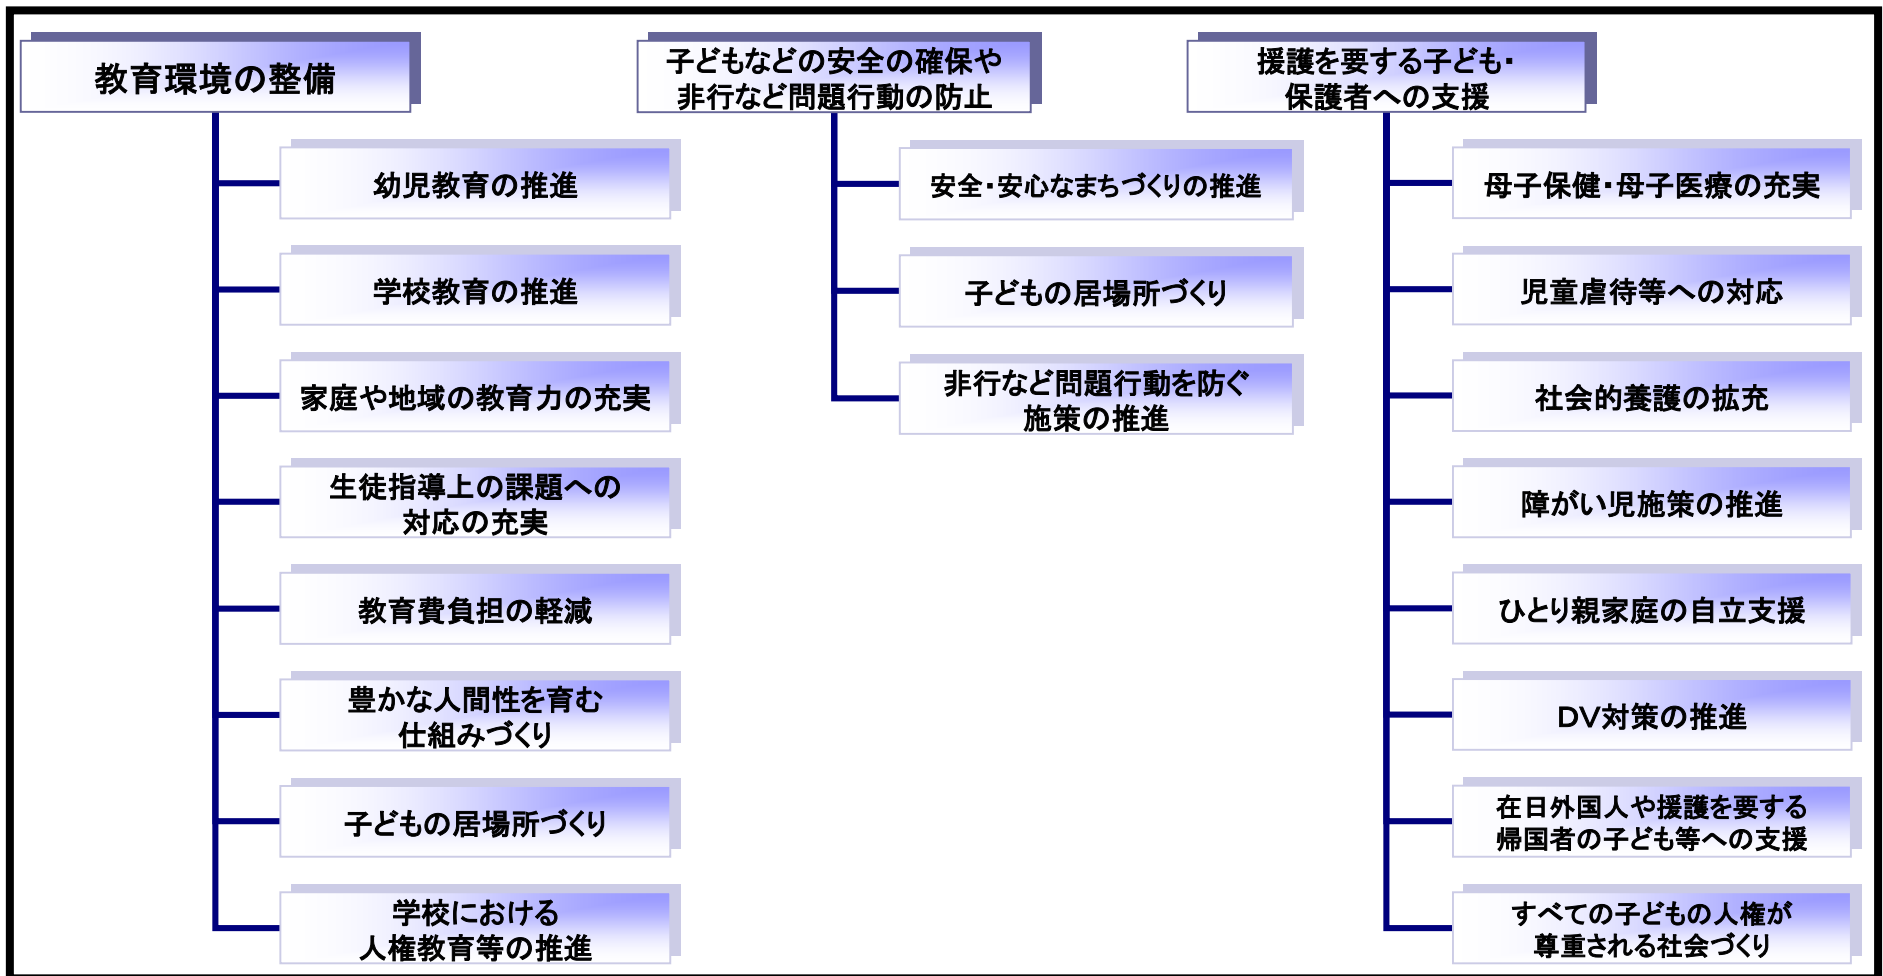 教育環境の整備
幼児教育の推進
学校教育の推進
家庭や地域の教育力の充実
生徒指導上の課題への
対応の充実
教育費負担の軽減
豊かな人間性を育む
仕組みづくり
子どもの居場所づくり
学校における
人権教育等の推進
子どもなどの安全の確保や
非行など問題行動の防止
安全・安心なまちづくりの推進
子どもの居場所づくり
非行など問題行動を防ぐ
施策の推進
援護を要する子ども・
保護者への支援
母子保健・母子医療の充実
児童虐待等への対応
社会的養護の拡充
障がい児施策の推進
ひとり親家庭の自立支援
ＤＶ対策の推進
在日外国人や援護を要する
帰国者の子ども等への支援
すべての子どもの人権が
尊重される社会づくり